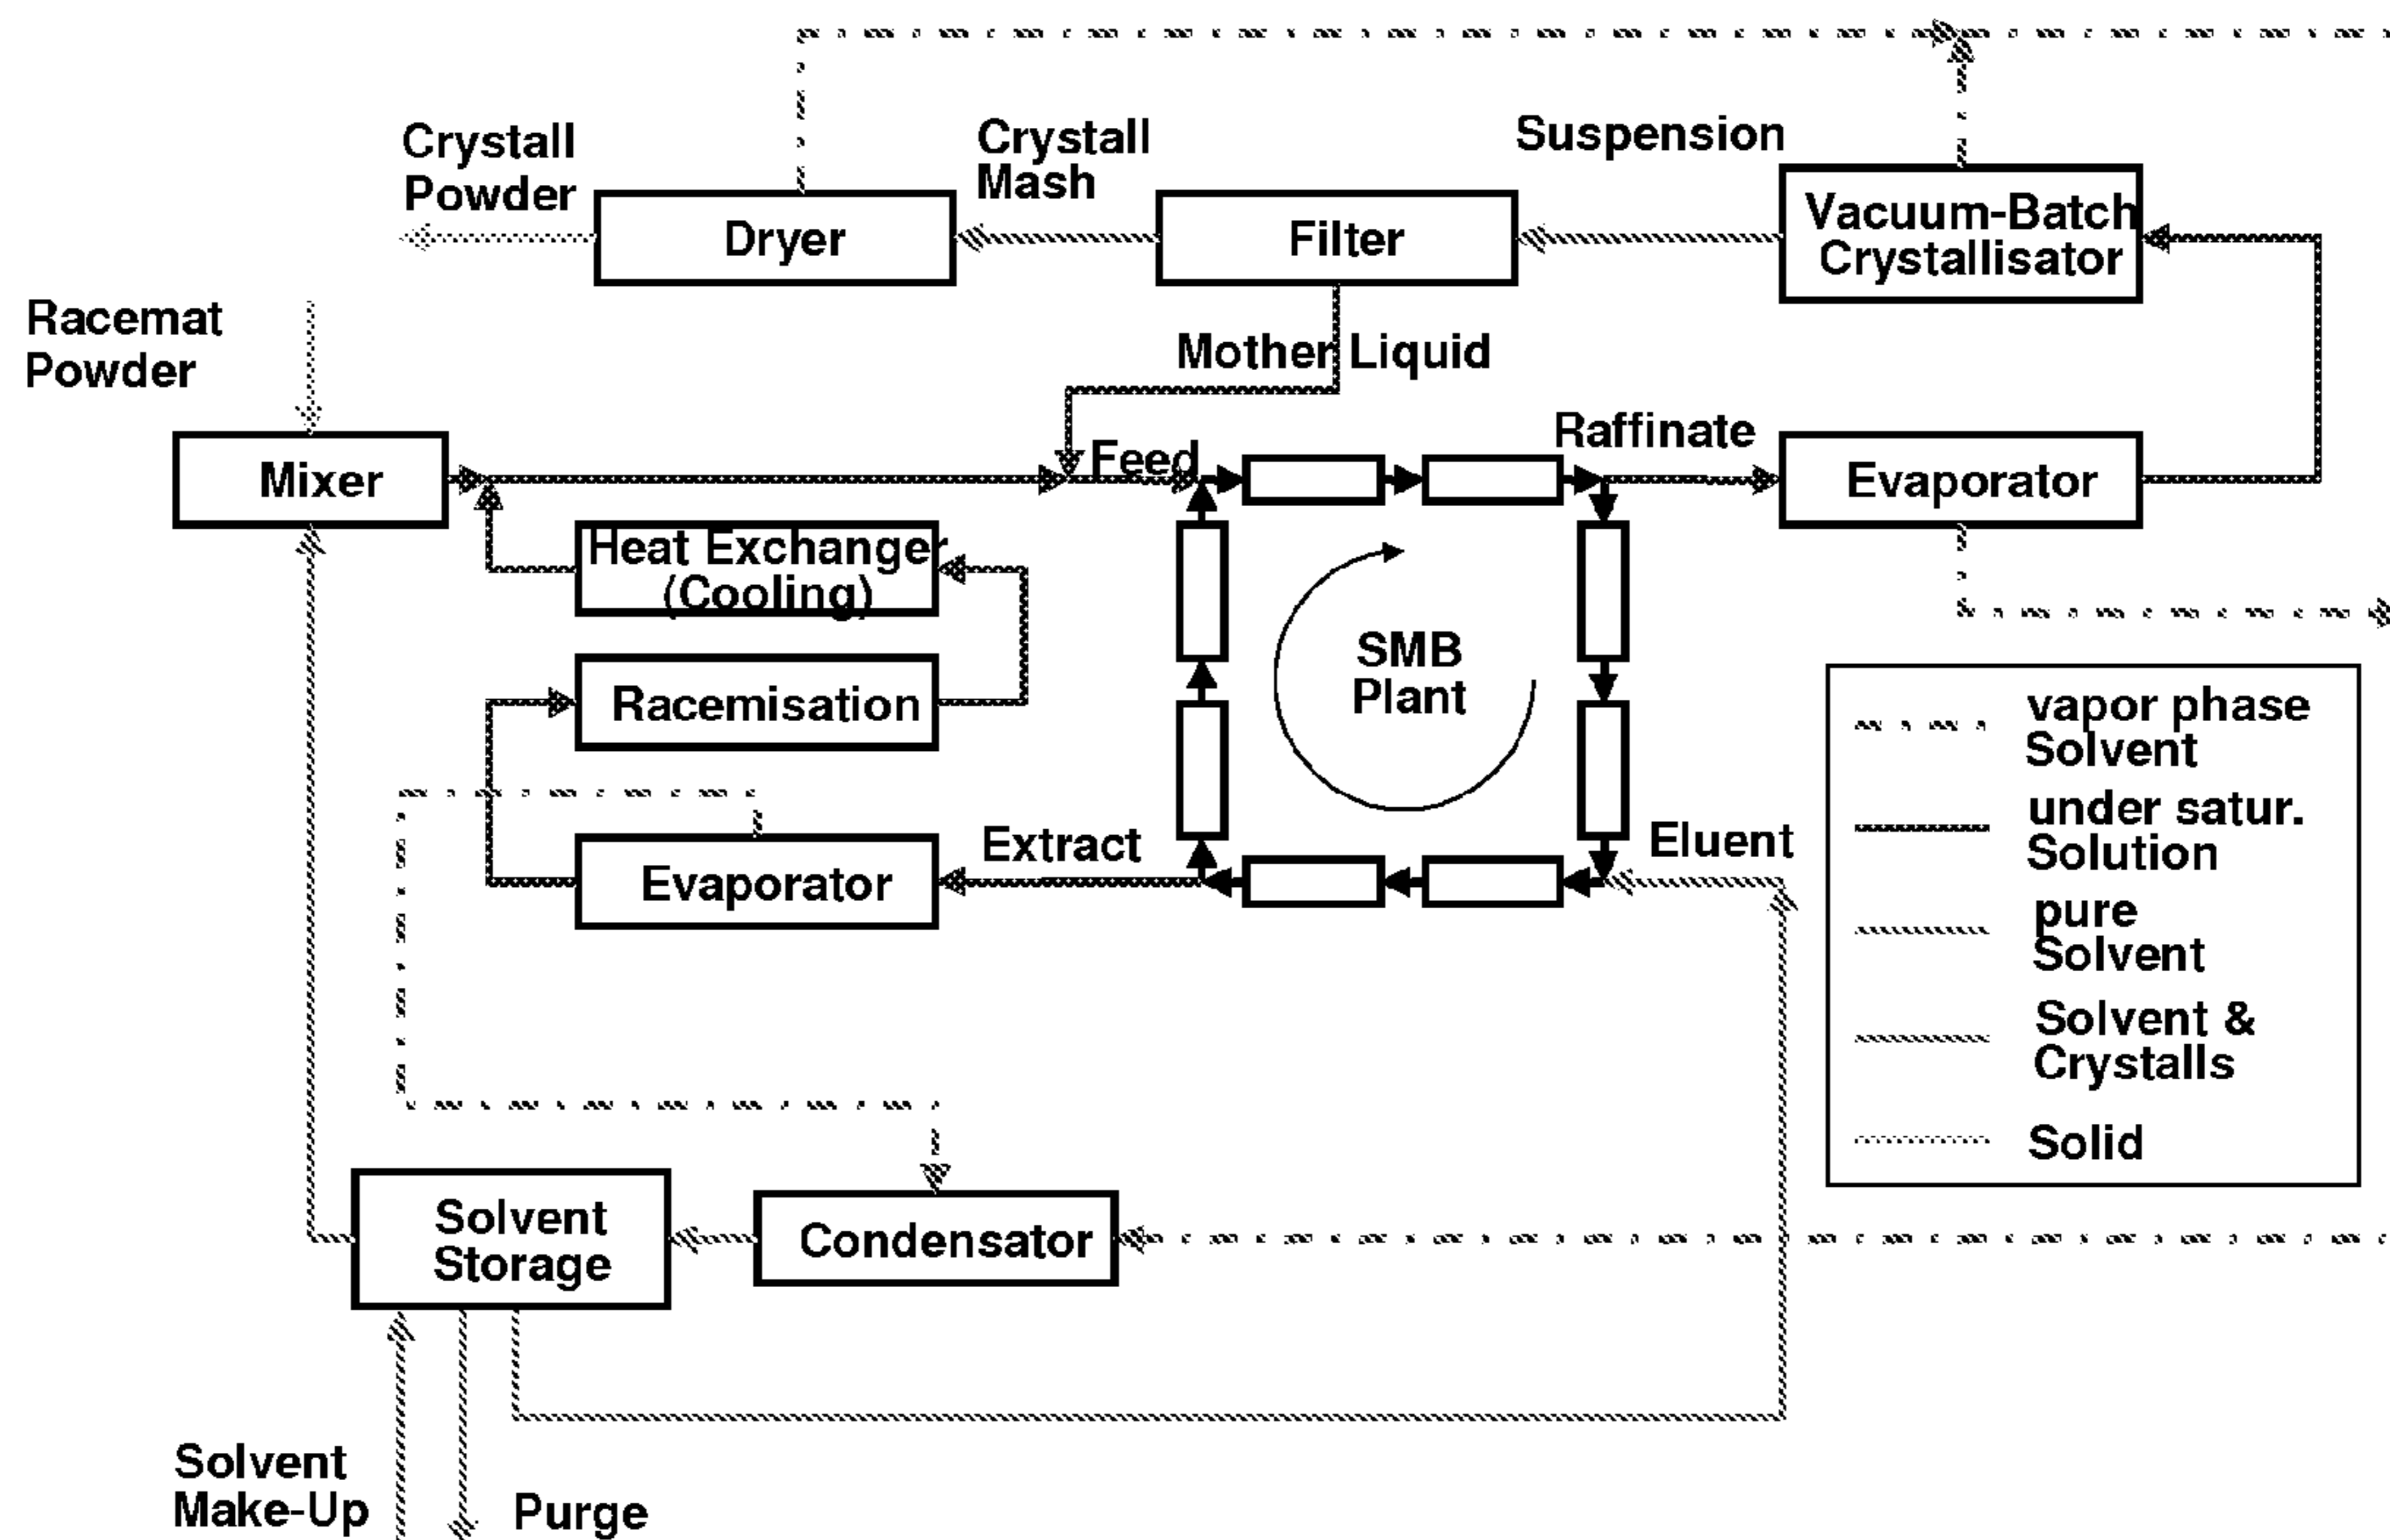 Crystall
Powder
Crystall
Mash
Suspension
Dryer
Filter
Vacuum-Batch
Crystallisator
Racemat
Powder
Mother Liquid
Mixer
Feed
Raffinate
Evaporator
Heat Exchanger
(Cooling)
SMB
Plant
Racemisation
Evaporator
Extract
Eluent
vapor phase
Solvent
under satur.
Solution
pure
Solvent
Solvent &
Crystalls
Solid
Solvent
Storage
Condensator
Solvent
Make-Up
Purge